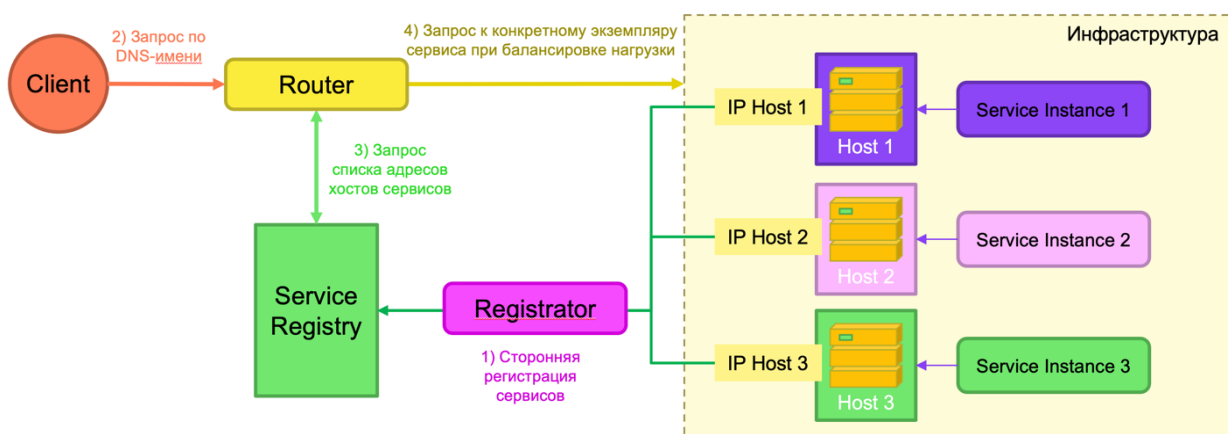 2) Запрос по
DNS-имени
4) Запрос к конкретному экземпляру
сервиса при балансировке нагрузки
Инфраструктура
Client
Router
IP Host 1
Host 1
Service Instance 1
3) Запрос
списка адресов
хостов сервисов
IP Host 2
Host 2
Service Instance 2
Service
Registry
Registrator
1) Сторонняя
регистрация
сервисов
IP Host 3
Host 3
Service Instance 3